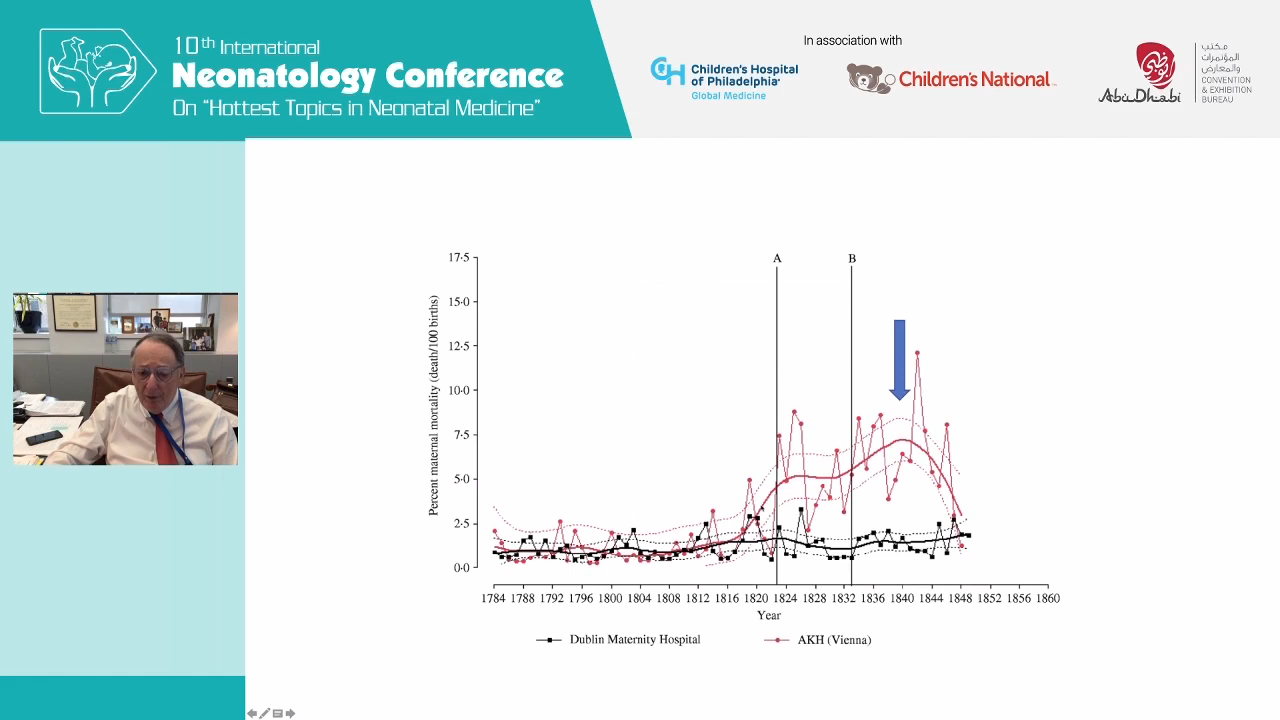 10th International
Neonatology Conference
On "Hottest Topics in Neonatal Medicine"
In association with
CH Children's Hospital
of Philadelphia
Global Medicine
Children's National
Abu Dhabi
مكتب
المؤتمرات
والمعارض
CONVENTION
& EXHIBITION
BUREAU
17·5
15·0
12·5
10·0
7·5
5·0
2·5
0·0
Percent maternal mortality (death/100 births)
A
B
1784 1788 1792 1796 1800 1804 1808 1812 1816 1820 1824 1828 1832 1836 1840 1844 1848 1852 1856 1860
Year
Dublin Maternity Hospital
AKH (Vienna)